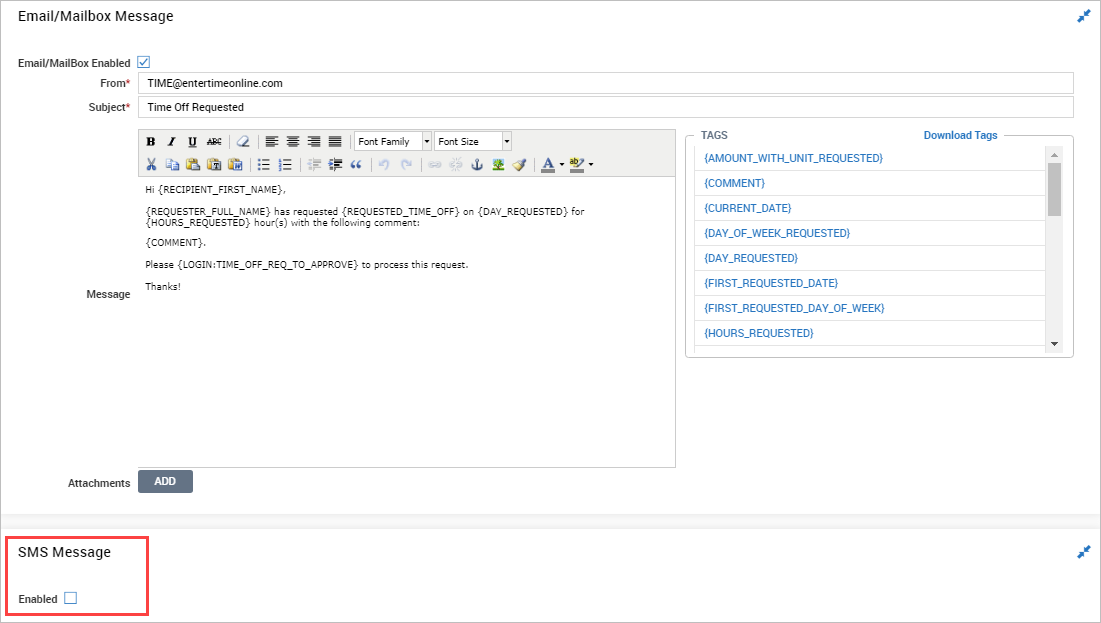 Email/Mailbox Message
Email/MailBox Enabled
From* TIME@entertimeonline.com
Subject* Time Off Requested
B I U ABC Font Family Font Size
TAGS Download Tags
Hi {RECIPIENT_FIRST_NAME},
{REQUESTER_FULL_NAME} has requested {REQUESTED_TIME_OFF} on {DAY_REQUESTED} for
{HOURS_REQUESTED} hour(s) with the following comment:
{COMMENT}.
Please {LOGIN:TIME_OFF_REQ_TO_APPROVE} to process this request.
Thanks!
Message
{AMOUNT_WITH_UNIT_REQUESTED}
{COMMENT}
{CURRENT_DATE}
{DAY_OF_WEEK_REQUESTED}
{DAY_REQUESTED}
{FIRST_REQUESTED_DATE}
{FIRST_REQUESTED_DAY_OF_WEEK}
{HOURS_REQUESTED}
Attachments ADD
SMS Message
Enabled